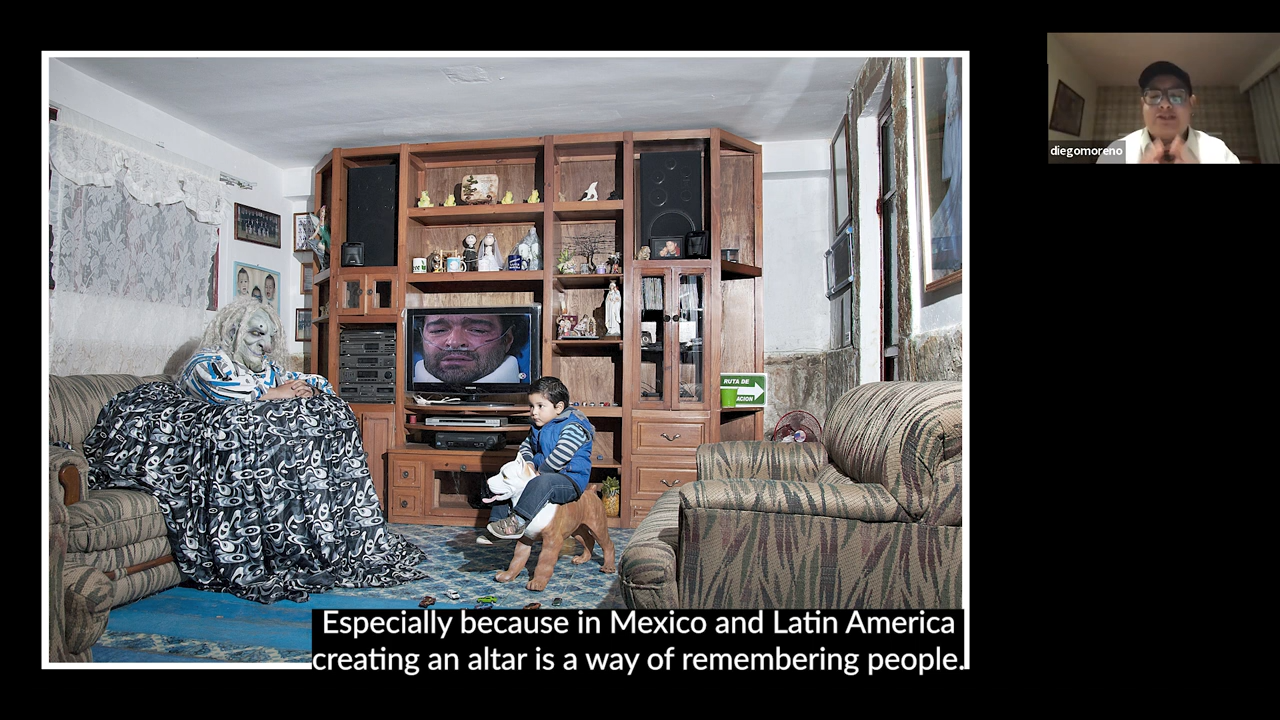 diegomoreno
RUTA DE
ACION
Especially because in Mexico and Latin America
creating an altar is a way of remembering people.